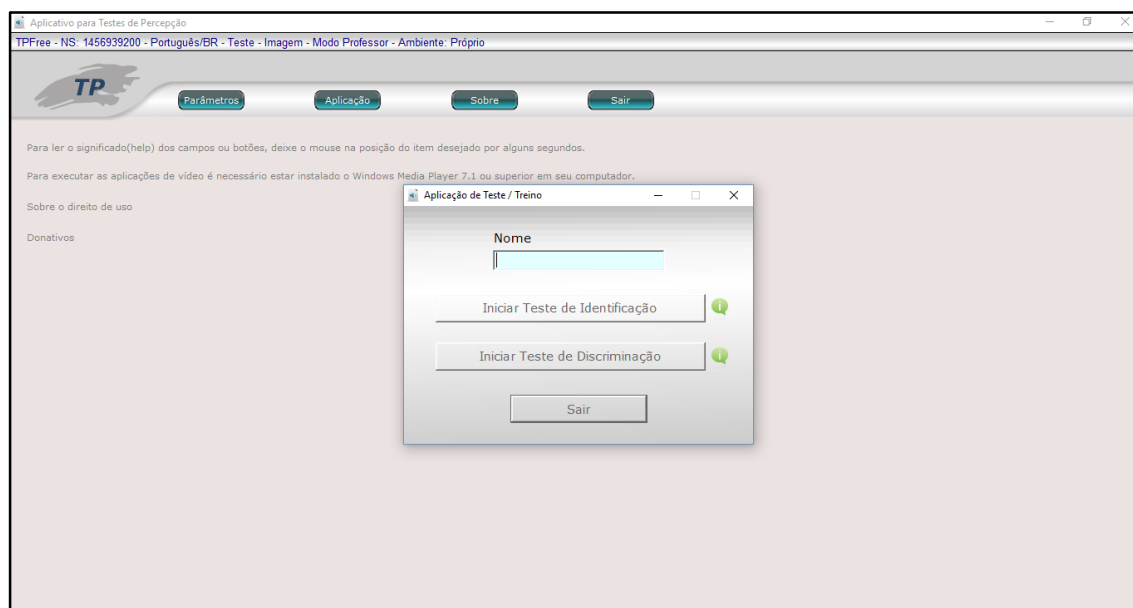 Aplicativo para Testes de Percepção
TPFree - NS: 1456939200 - Português/BR - Teste - Imagem - Modo Professor - Ambiente: Próprio
TP
Parâmetros Aplicação Sobre Sair
Para ler o significado(help) dos campos ou botões, deixe o mouse na posição do item desejado por alguns segundos.
Para executar as aplicações de vídeo é necessário estar instalado o Windows Media Player 7.1 ou superior em seu computador.
Sobre o direito de uso
Donativos
Aplicação de Teste / Treino
Nome
Iniciar Teste de Identificação
Iniciar Teste de Discriminação
Sair